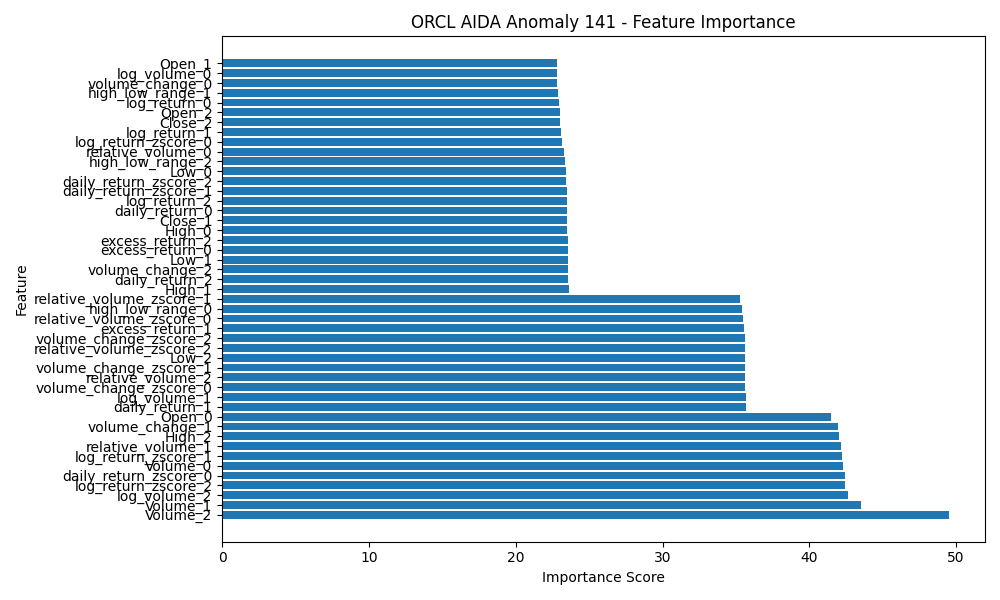 ORCL AIDA Anomaly 141 - Feature Importance
Open_1
log_volume_0
volume_change_0
high_low_range_1
log_return_0
Open_2
Close_2
log_return_1
log_return_zscore_0
relative_volume_0
high_low_range_2
Low_0
daily_return_zscore_2
daily_return_zscore_1
log_return_2
daily_return_0
Close_1
High_0
excess_return_2
excess_return_0
Low_1
volume_change_2
daily_return_2
High_1
relative_volume_zscore_1
high_low_range_0
relative_volume_zscore_0
excess_return_1
volume_change_zscore_2
relative_volume_zscore_2
Low_2
volume_change_zscore_1
relative_volume_2
volume_change_zscore_0
log_volume_1
daily_return_1
Open_0
volume_change_1
High_2
relative_volume_1
log_return_zscore_1
Volume_0
daily_return_zscore_0
log_return_zscore_2
log_volume_2
Volume_1
Volume_2
Feature
0 10 20 30 40 50
Importance Score